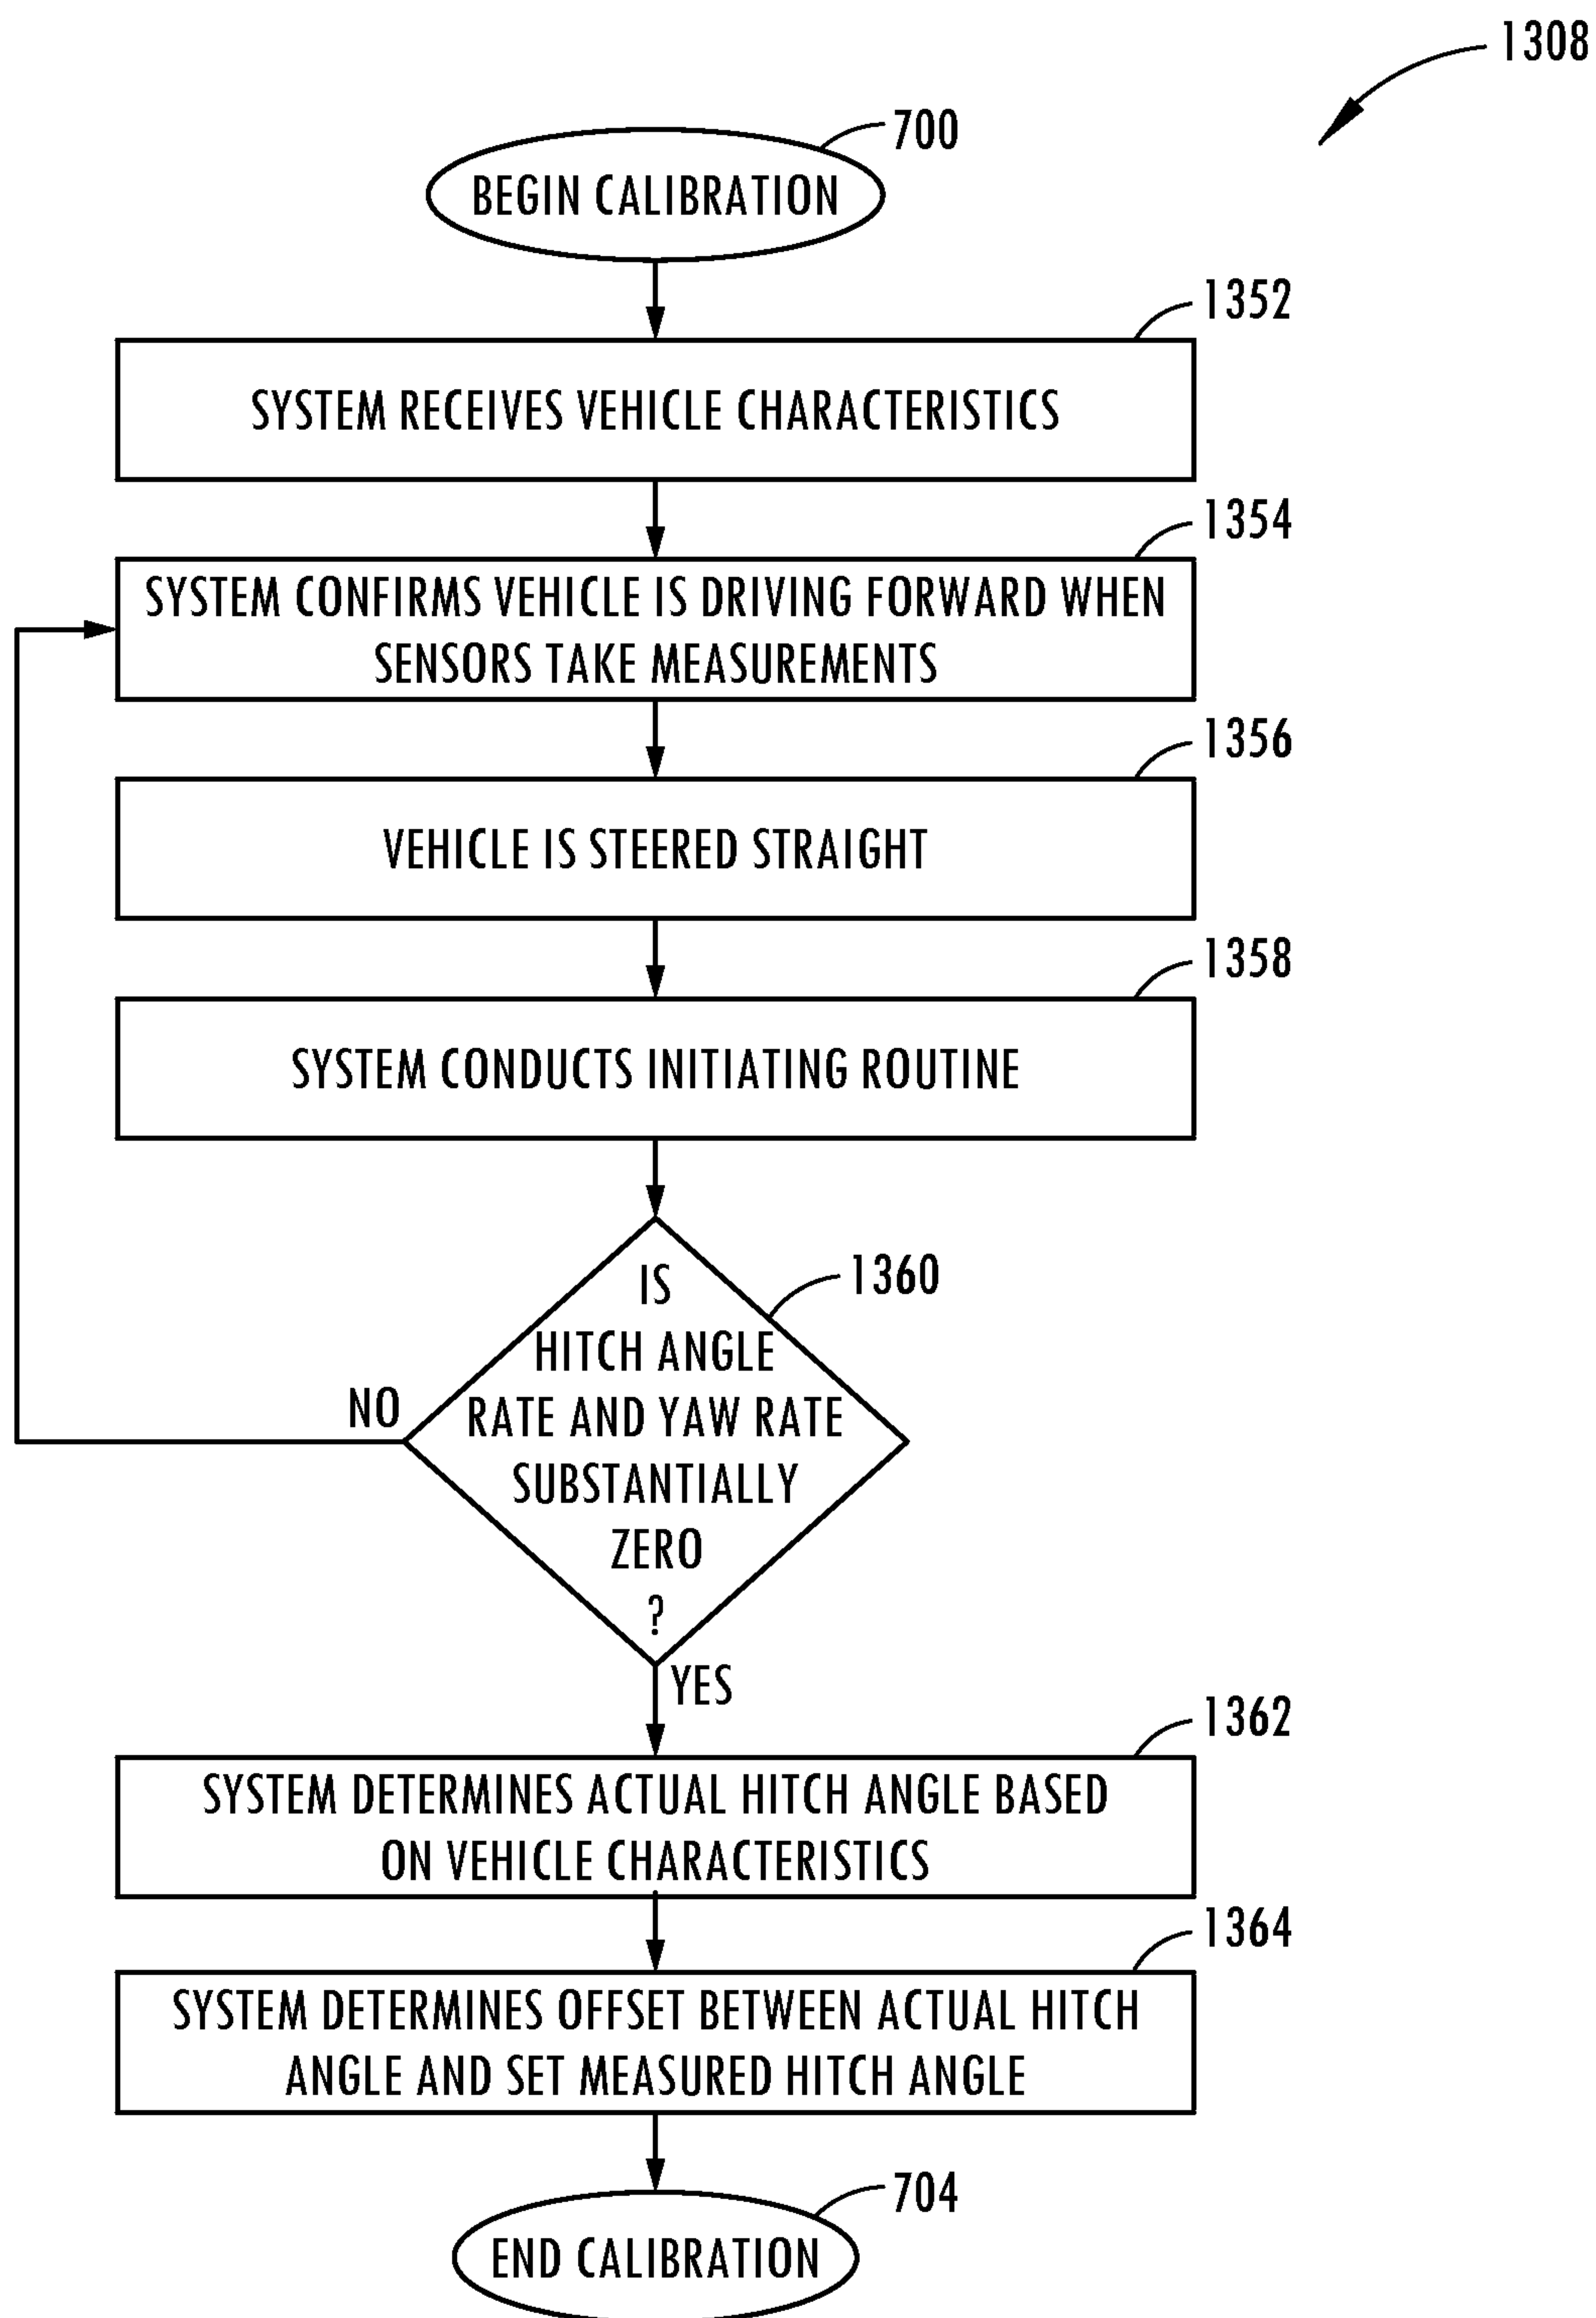 1308
700
BEGIN CALIBRATION
1352
SYSTEM RECEIVES VEHICLE CHARACTERISTICS
1354
SYSTEM CONFIRMS VEHICLE IS DRIVING FORWARD WHEN
SENSORS TAKE MEASUREMENTS
1356
VEHICLE IS STEERED STRAIGHT
1358
SYSTEM CONDUCTS INITIATING ROUTINE
1360
IS
HITCH ANGLE
RATE AND YAW RATE
SUBSTANTIALLY
ZERO
?
NO
YES
1362
SYSTEM DETERMINES ACTUAL HITCH ANGLE BASED
ON VEHICLE CHARACTERISTICS
1364
SYSTEM DETERMINES OFFSET BETWEEN ACTUAL HITCH
ANGLE AND SET MEASURED HITCH ANGLE
704
END CALIBRATION